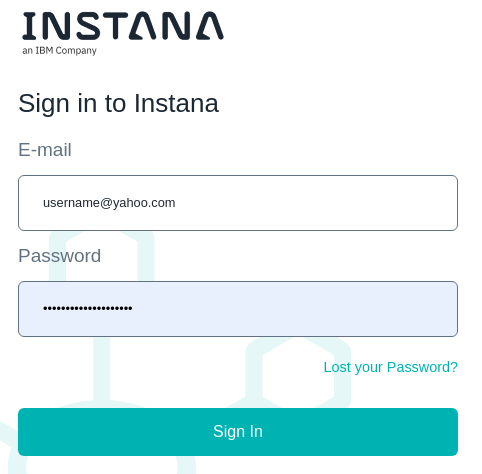 INSTANA
an IBM Company
Sign in to Instana
E-mail
username@yahoo.com
Password
••••••••••••••••••••
Lost your Password?
Sign In